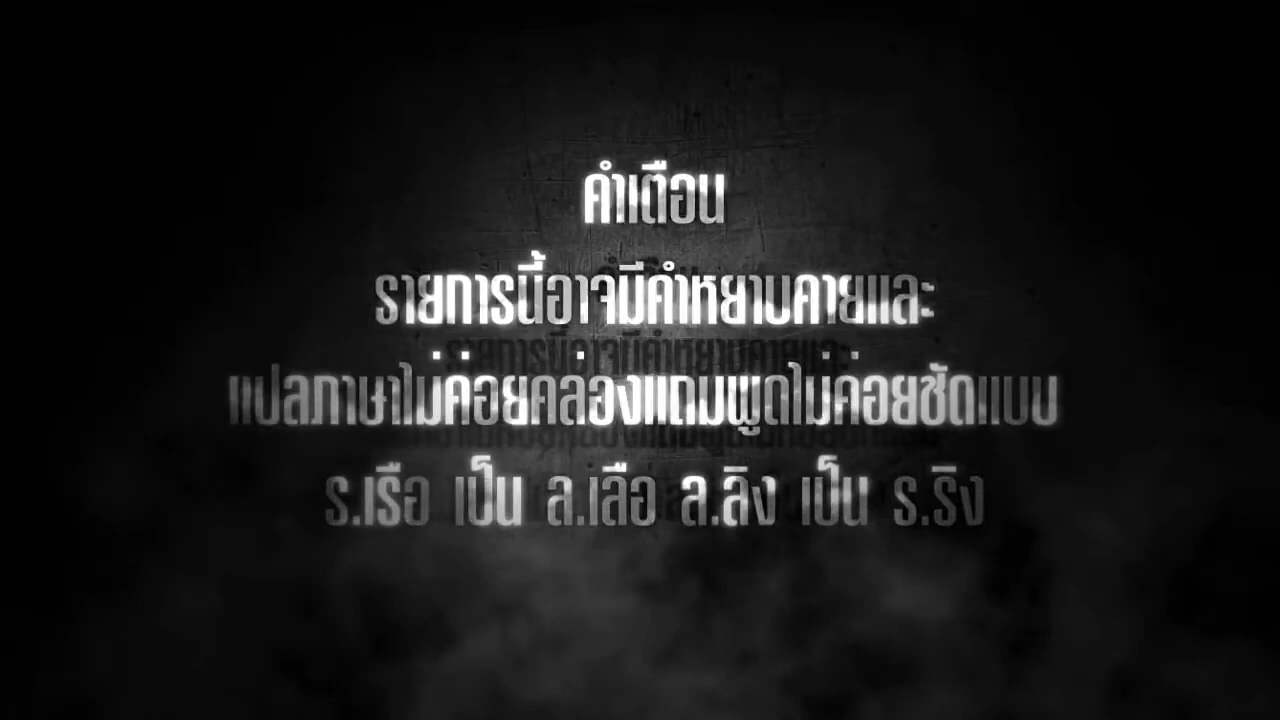 คำเตือน
รายการนี้อาจมีคำหยาบคายและ
แปลภาษาไม่ค่อยคล่องแถมพูดไม่ค่อยชัดแบบ
ร.เรือ เป็น ล.เลือ ล.ลิง เป็น ร.ริง